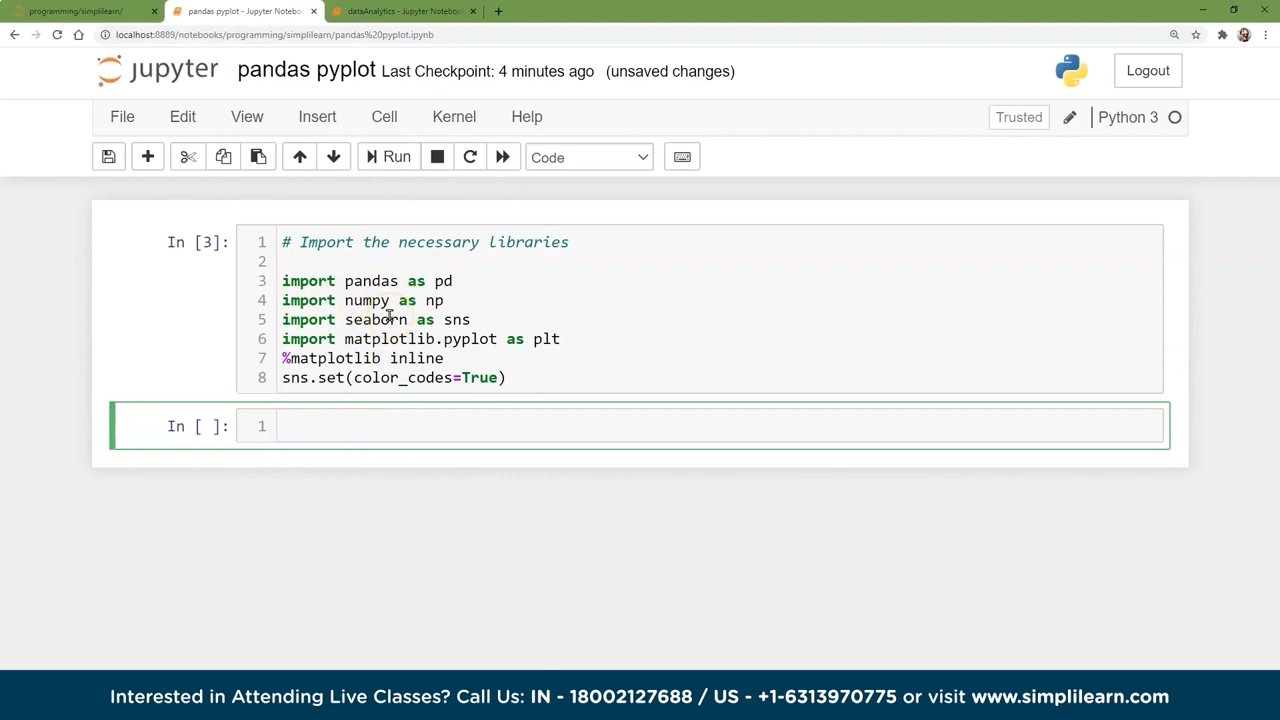 programming/simplilearn/
pandas pyplot - Jupyter Noteboo
dataAnalytics - Jupyter Noteboo
localhost:8889/notebooks/programming/simplilearn/pandas%20pyplot.ipynb
jupyter pandas pyplot Last Checkpoint: 4 minutes ago (unsaved changes)
Logout
File Edit View Insert Cell Kernel Help
Trusted
Python 3
Run
Code
In [3]:
1 # Import the necessary libraries
2
3 import pandas as pd
4 import numpy as np
5 import seaborn as sns
6 import matplotlib.pyplot as plt
7 %matplotlib inline
8 sns.set(color_codes=True)
In [ ]:
1
Interested in Attending Live Classes? Call Us: IN - 18002127688 / US - +1-6313970775 or visit www.simplilearn.com